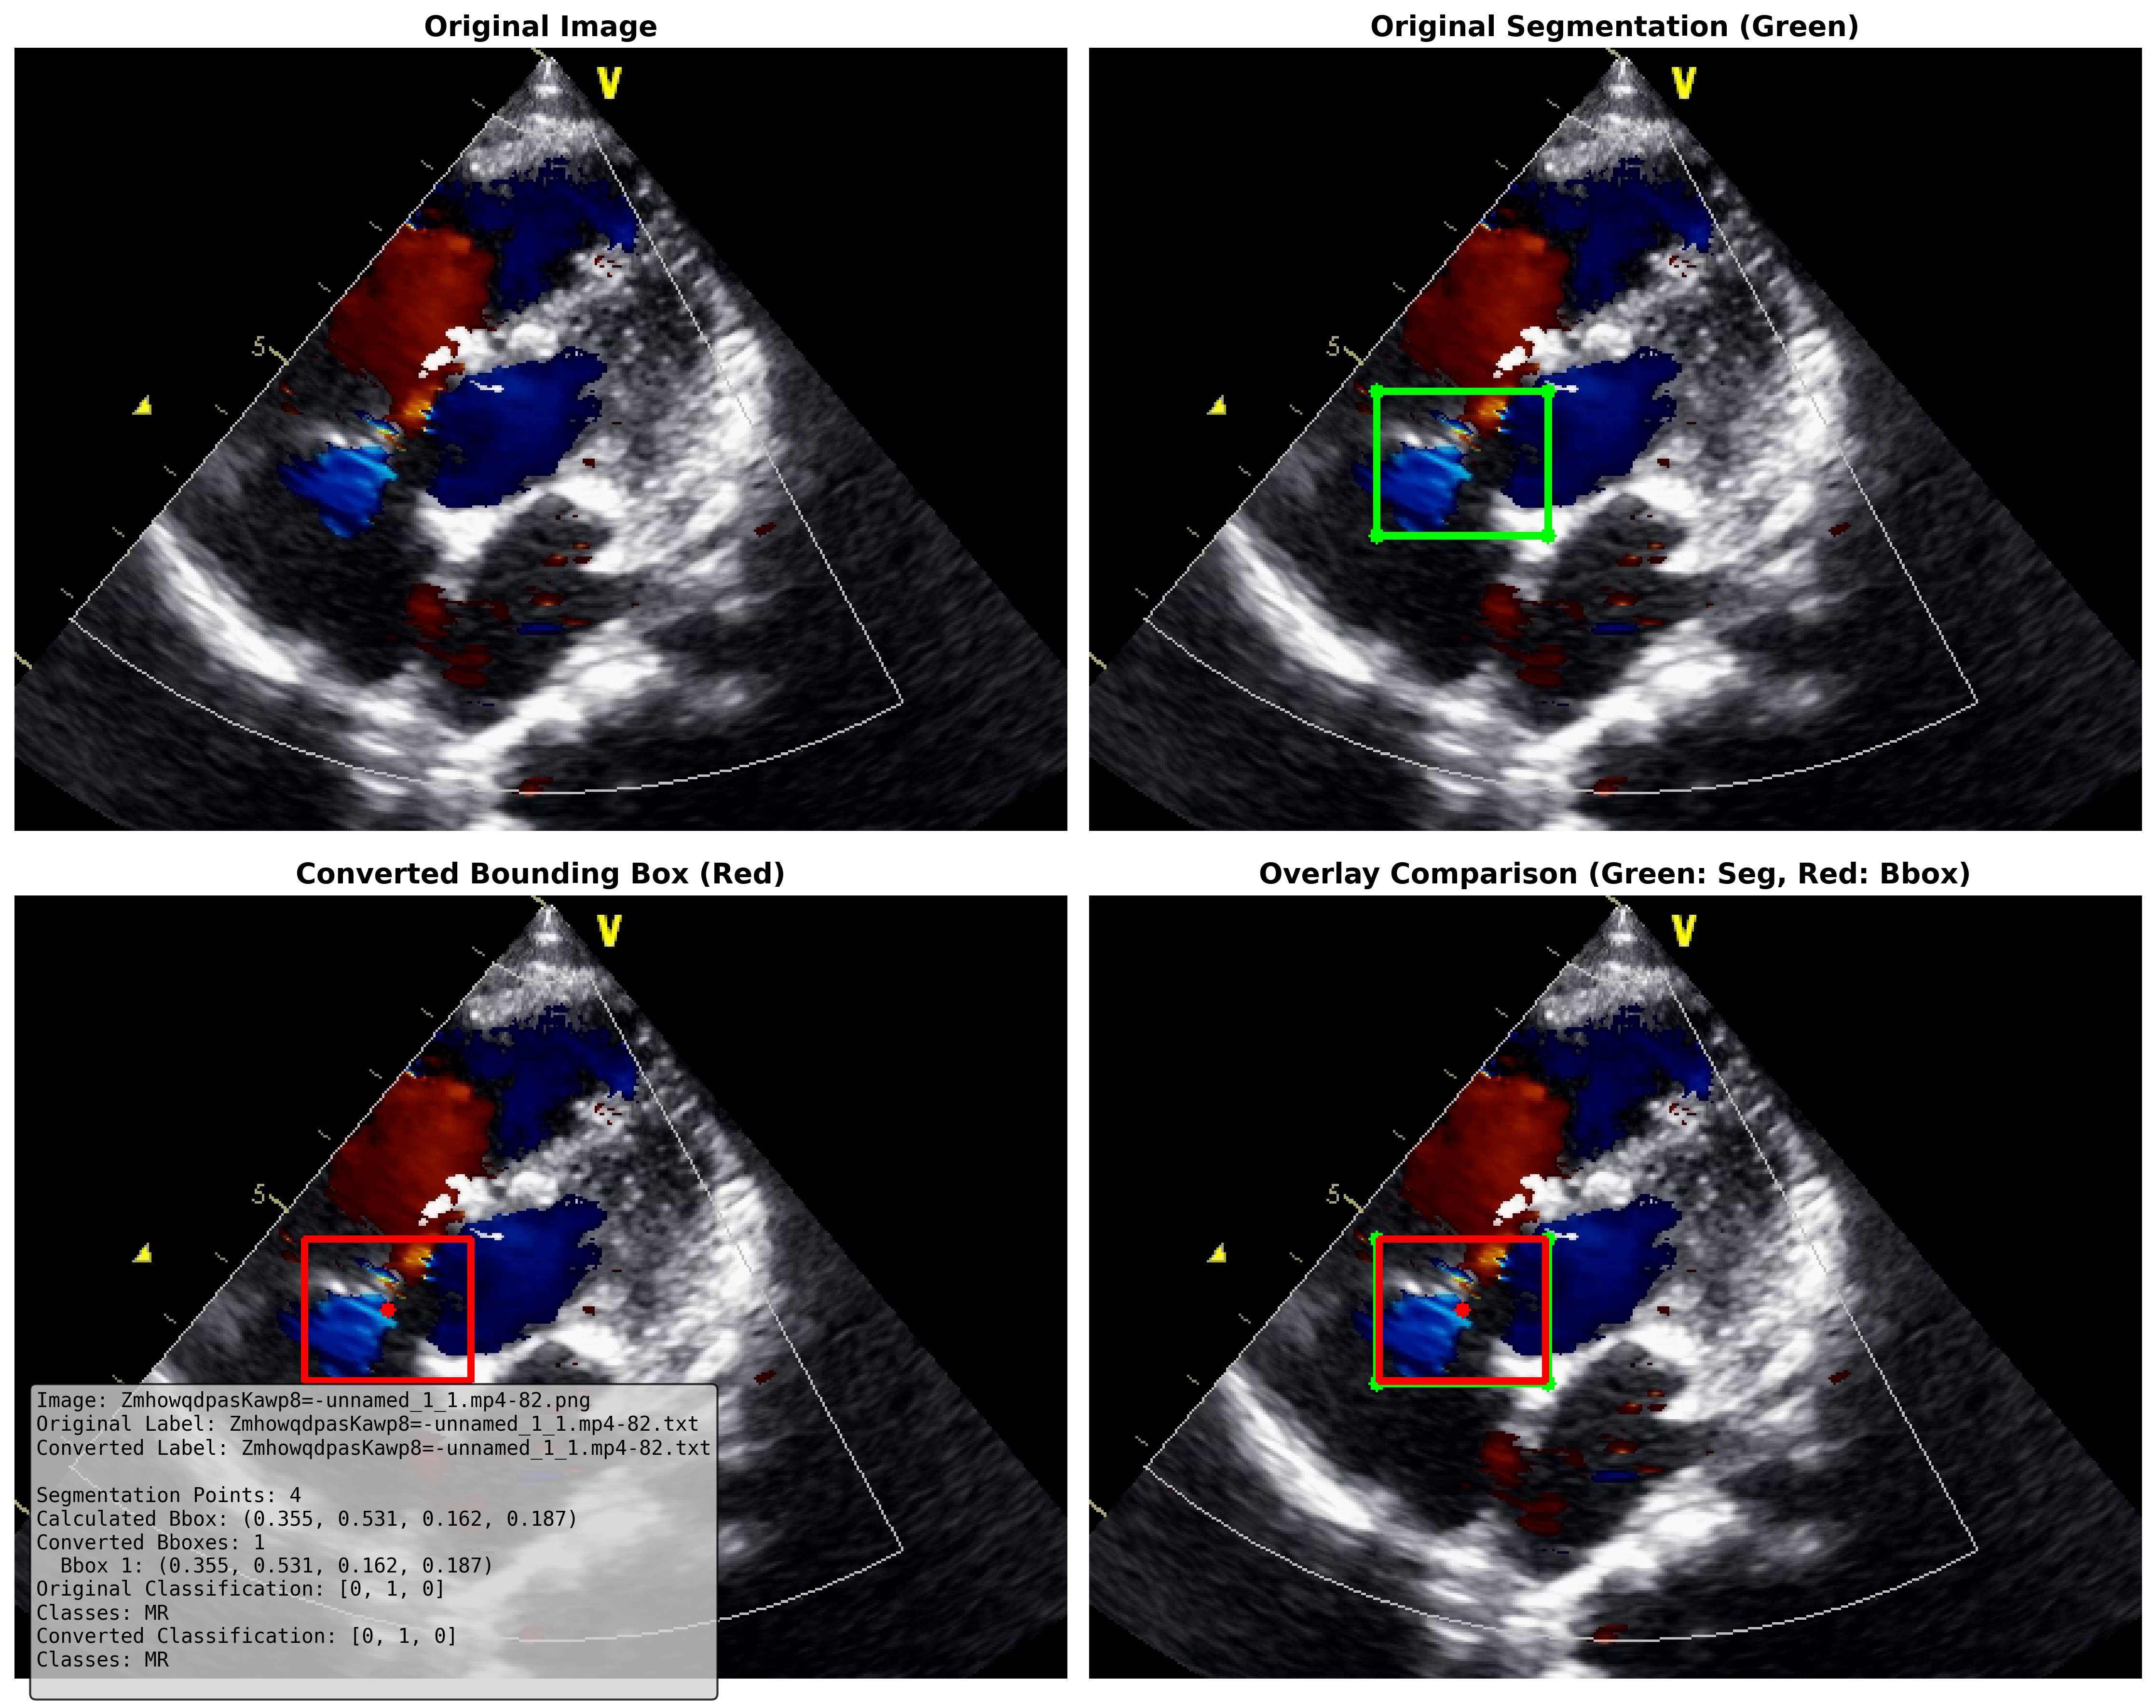 Original Image
Original Segmentation (Green)
V
V
5
5
Converted Bounding Box (Red)
Overlay Comparison (Green: Seg, Red: Bbox)
V
V
5
5
Image: ZmhowqdpasKawp8=-unnamed_1_1.mp4-82.png
Original Label: ZmhowqdpasKawp8=-unnamed_1_1.mp4-82.txt
Converted Label: ZmhowqdpasKawp8=-unnamed_1_1.mp4-82.txt
Segmentation Points: 4
Calculated Bbox: (0.355, 0.531, 0.162, 0.187)
Converted Bboxes: 1
Bbox 1: (0.355, 0.531, 0.162, 0.187)
Original Classification: [0, 1, 0]
Classes: MR
Converted Classification: [0, 1, 0]
Classes: MR